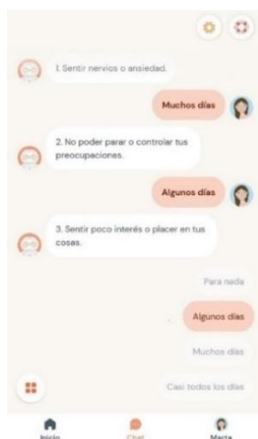 1. Sentir nervios o ansiedad.
Muchos días
2. No poder parar o controlar tus
preocupaciones.
Algunos días
3. Sentir poco interés o placer en tus
cosas.
Para nada
Algunos días
Muchos días
Casi todos los días
Inicio
Chat
Marta